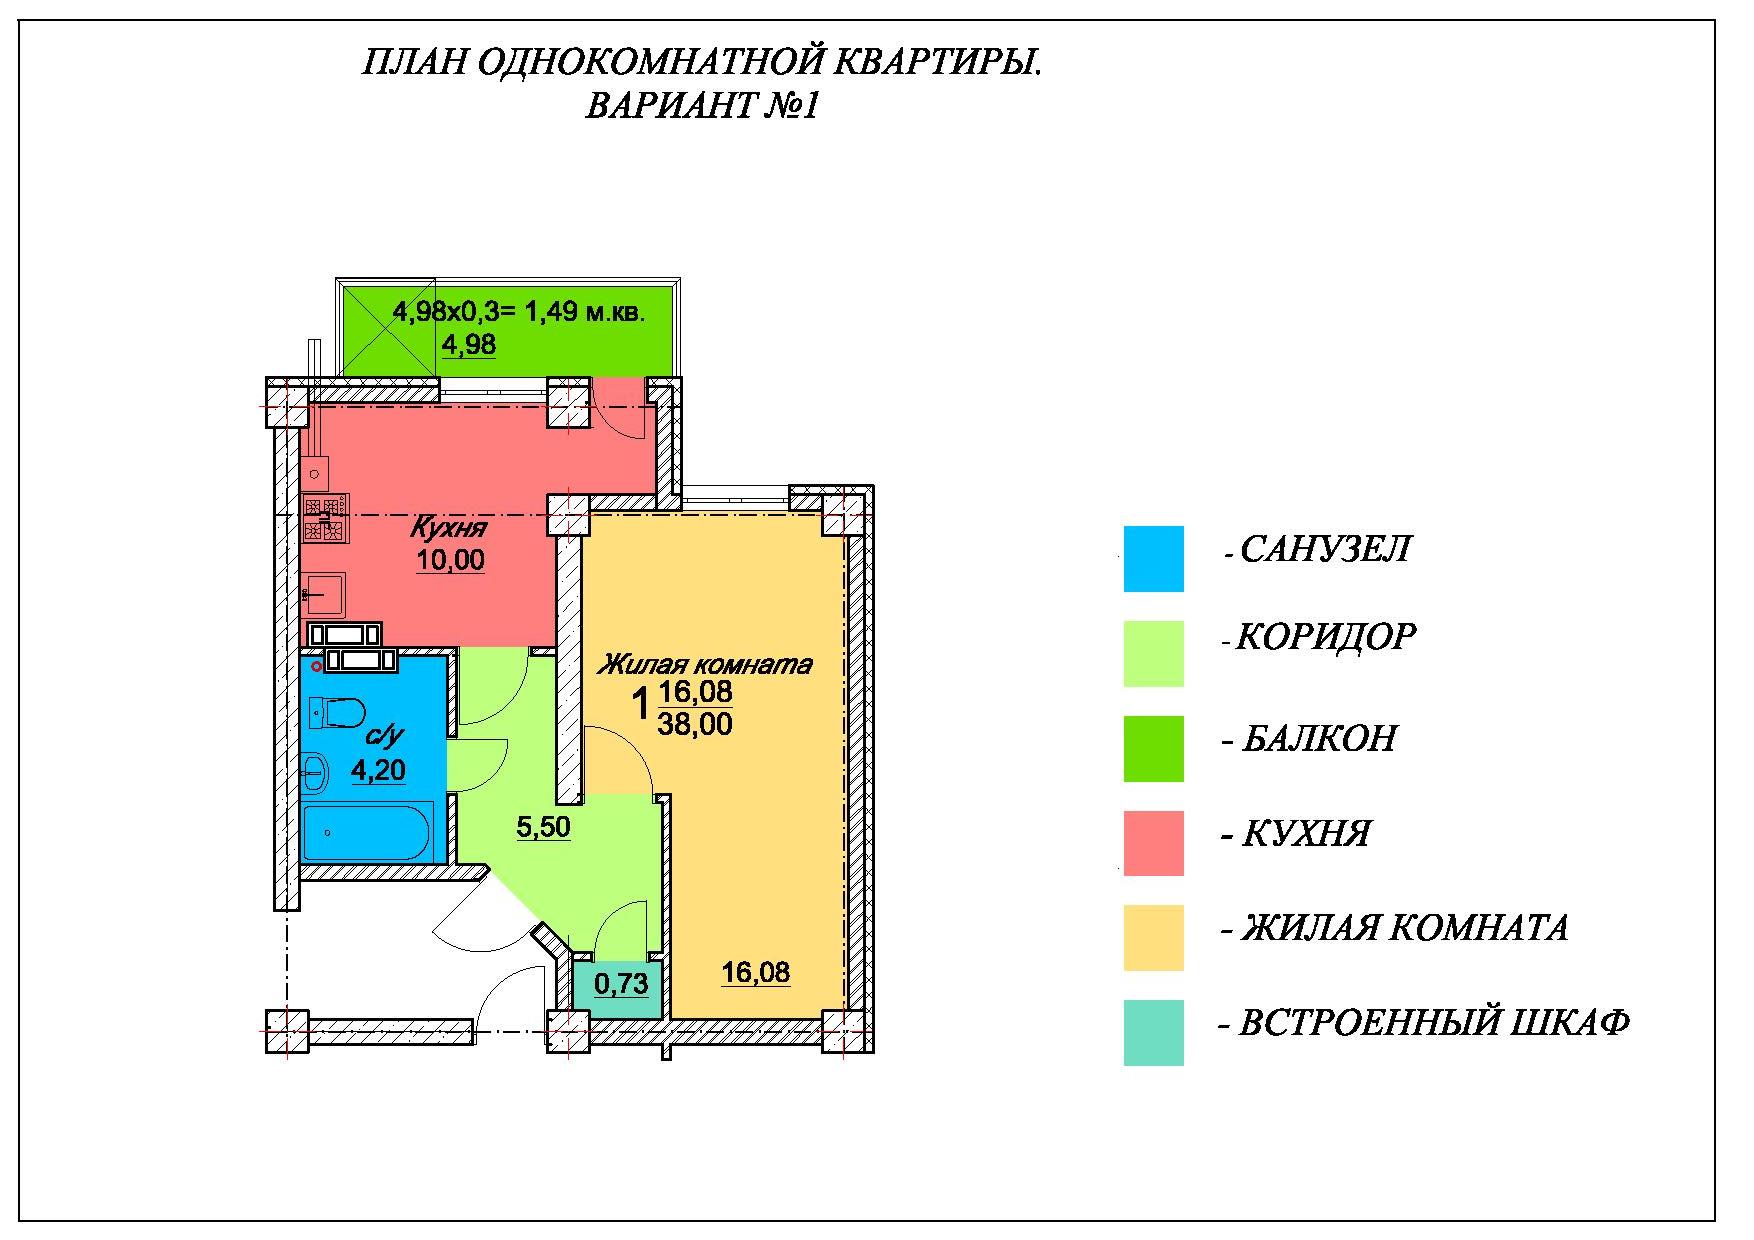 ПЛАН ОДНОКОМНАТНОЙ КВАРТИРЫ.
ВАРИАНТ №1
4,98х0,3= 1,49 м.кв.
4,98
Кухня
10,00
Жилая комната
1 16,08
38,00
с/у
4,20
5,50
0,73
16,08
- САНУЗЕЛ
- КОРИДОР
- БАЛКОН
- КУХНЯ
- ЖИЛАЯ КОМНАТА
- ВСТРОЕННЫЙ ШКАФ